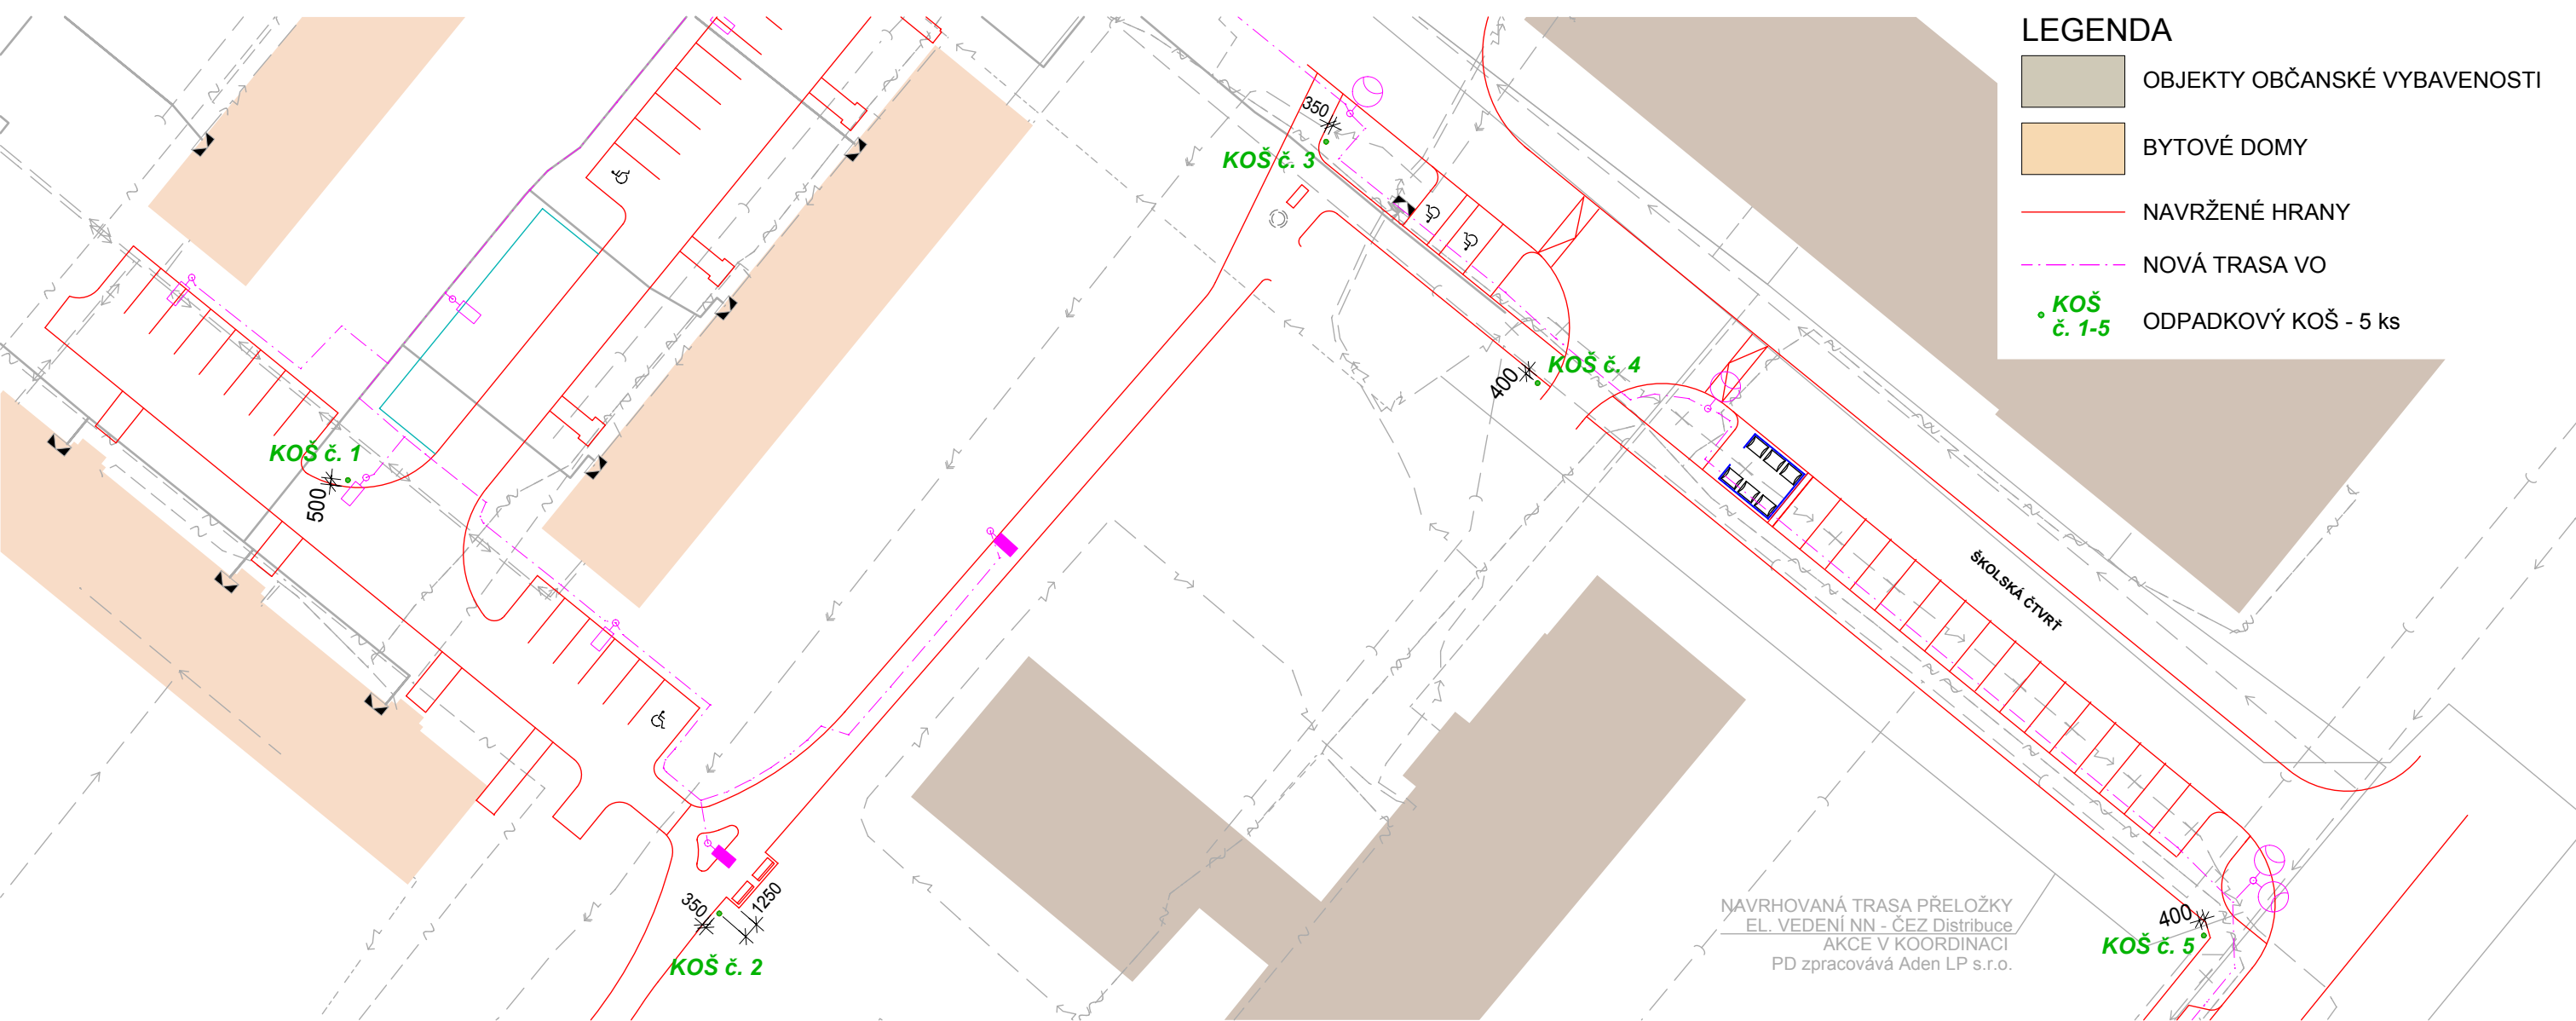 LEGENDA
OBJEKTY OBČANSKÉ VYBAVENOSTI
BYTOVÉ DOMY
NAVRŽENÉ HRANY
NOVÁ TRASA VO
KOŠ
č. 1-5
ODPADKOVÝ KOŠ - 5 ks
350
KOŠ č. 3
KOŠ č. 4
400
KOŠ č. 1
500
ŠKOLSKÁ ČTVRŤ
350
1250
KOŠ č. 2
NAVRHOVANÁ TRASA PŘELOŽKY
EL. VEDENÍ NN - ČEZ Distribuce
AKCE V KOORDINACI
PD zpracovává Aden LP s.r.o.
400
KOŠ č. 5